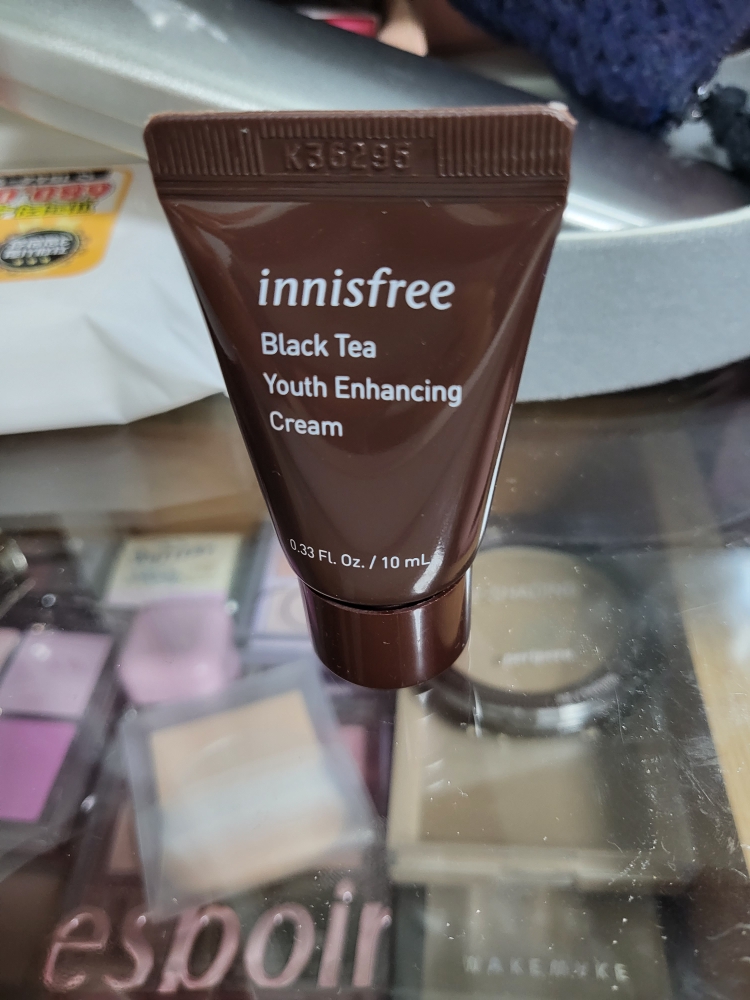 K36295
innisfree
Black Tea
Youth Enhancing
Cream
0.33 Fl. Oz. / 10 mL
espoir
WAKEMAKE